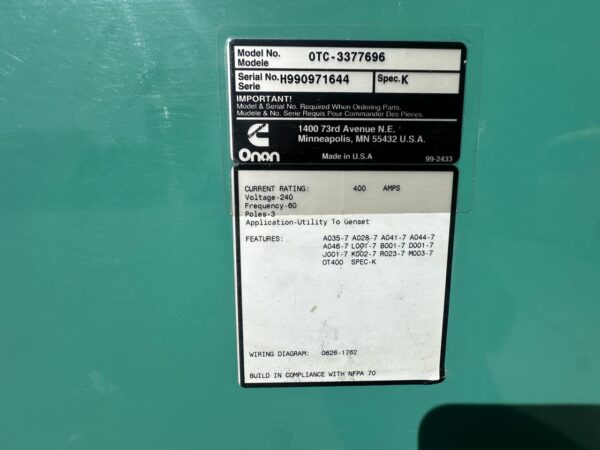 Model No. OTC-3377696
Modele
Serial No. H990971644 Spec. K
Serie
IMPORTANT!
Model & Serial No. Required When Ordering Parts.
Modele & No. Serie Requis Pour Commander Des Pieces.
1400 73rd Avenue N.E.
Minneapolis, MN 55432 U.S.A.
Onan Made in U.S.A 99-2433
CURRENT RATING: 400 AMPS
Voltage-240
Frequency-60
Poles-3
Application-Utility To Genset
FEATURES: A035-7 A028-7 A041-7 A044-7
A046-7 L001-7 B001-7 D001-7
J001-7 K002-7 R023-7 M003-7
OT400 SPEC-K
WIRING DIAGRAM: 0626-1762
BUILD IN COMPLIANCE WITH NFPA 70